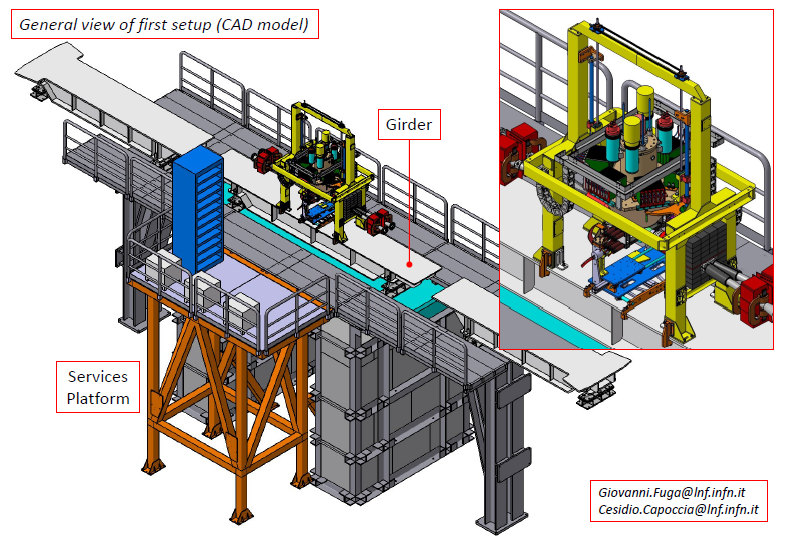 General view of first setup (CAD model)
Girder
Services
Platform
Giovanni.Fuga@lnf.infn.it
Cesidio.Capoccia@lnf.infn.it